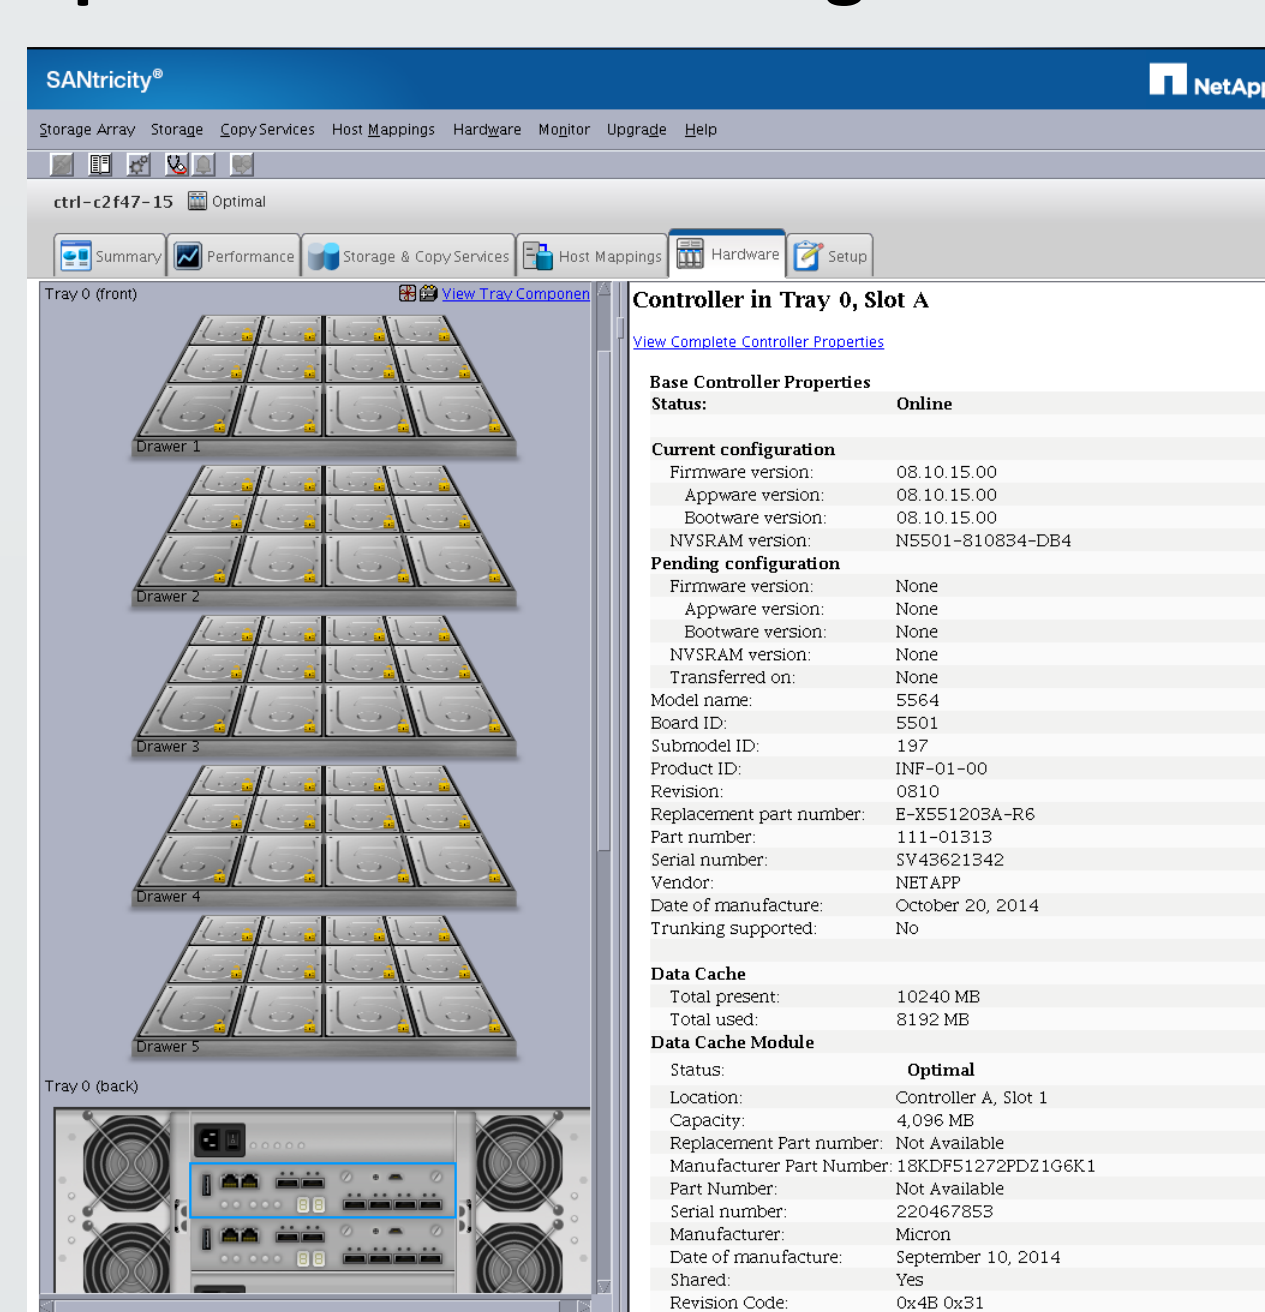 SANtricity®
NetApp
Storage Array Storage Copy Services Host Mappings Hardware Monitor Upgrade Help
ctrl-c2f47-15 Optimal
Summary Performance Storage & Copy Services Host Mappings Hardware Setup
Tray 0 (front) View Tray Componen
Drawer 1
Drawer 2
Drawer 3
Drawer 4
Drawer 5
Tray 0 (back)
Controller in Tray 0, Slot A
View Complete Controller Properties
Base Controller Properties
Status: Online
Current configuration
Firmware version: 08.10.15.00
Appware version: 08.10.15.00
Bootware version: 08.10.15.00
NVSRAM version: N5501-810834-DB4
Pending configuration
Firmware version: None
Appware version: None
Bootware version: None
NVSRAM version: None
Transferred on: None
Model name: 5564
Board ID: 5501
Submodel ID: 197
Product ID: INF-01-00
Revision: 0810
Replacement part number: E-X551203A-R6
Part number: 111-01313
Serial number: SV43621342
Vendor: NETAPP
Date of manufacture: October 20, 2014
Trunking supported: No
Data Cache
Total present: 10240 MB
Total used: 8192 MB
Data Cache Module
Status: Optimal
Location: Controller A, Slot 1
Capacity: 4,096 MB
Replacement Part number: Not Available
Manufacturer Part Number: 18KDF51272PDZ1G6K1
Part Number: Not Available
Serial number: 220467853
Manufacturer: Micron
Date of manufacture: September 10, 2014
Shared: Yes
Revision Code: 0x4B 0x31